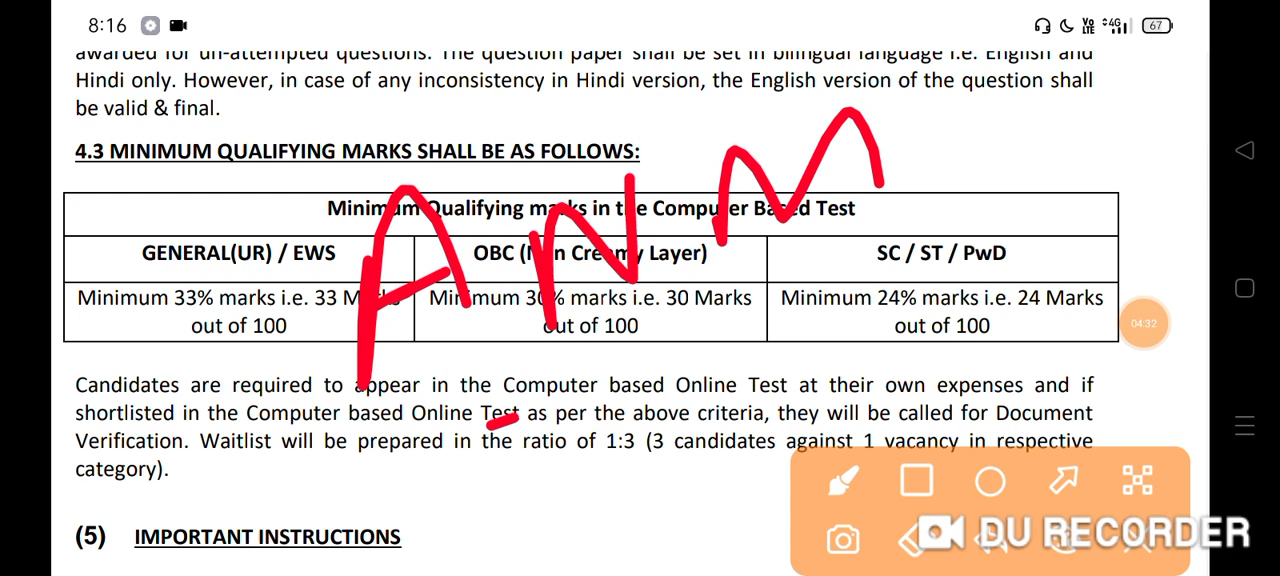 8:16
Vo LTE 4G 67
awarded for un-attempted questions. The question paper shall be set in bilingual language i.e. English and
Hindi only. However, in case of any inconsistency in Hindi version, the English version of the question shall
be valid & final.
4.3 MINIMUM QUALIFYING MARKS SHALL BE AS FOLLOWS:
ANM
Minimum Qualifying marks in the Computer Based Test
GENERAL(UR) / EWS OBC (Non Creamy Layer) SC / ST / PwD
Minimum 33% marks i.e. 33 Marks Minimum 30% marks i.e. 30 Marks Minimum 24% marks i.e. 24 Marks
out of 100 out of 100 out of 100
04:32
Candidates are required to appear in the Computer based Online Test at their own expenses and if
shortlisted in the Computer based Online Test as per the above criteria, they will be called for Document
Verification. Waitlist will be prepared in the ratio of 1:3 (3 candidates against 1 vacancy in respective
category).
(5) IMPORTANT INSTRUCTIONS
DU RECORDER